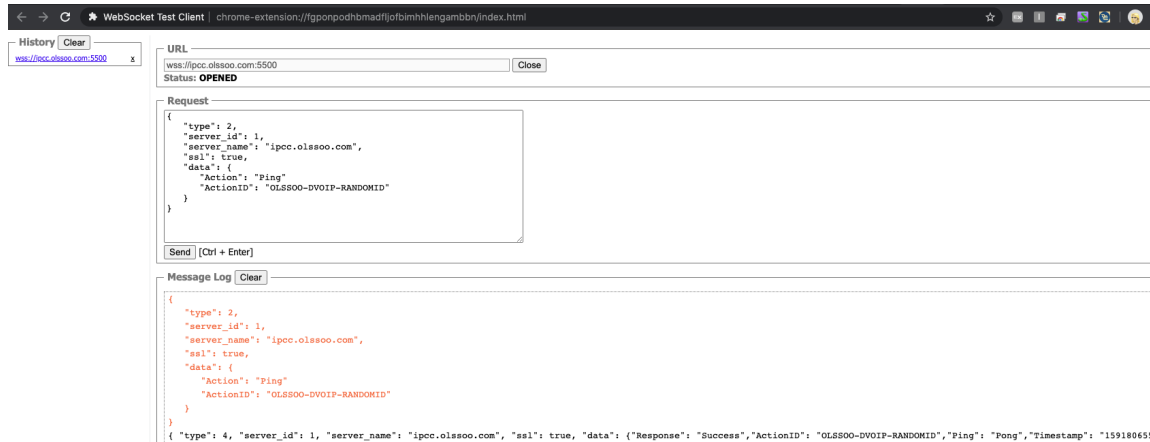 WebSocket Test Client | chrome-extension://fgponpodhbmadfljofbimhhlengambbn/index.html
History Clear
wss://ipcc.olssoo.com:5500 x
URL
wss://ipcc.olssoo.com:5500 Close
Status: OPENED
Request
{
"type": 2,
"server_id": 1,
"server_name": "ipcc.olssoo.com",
"ssl": true,
"data": {
"Action": "Ping"
"ActionID": "OLSSOO-DVOIP-RANDOMID"
}
}
Send [Ctrl + Enter]
Message Log Clear
{
"type": 2,
"server_id": 1,
"server_name": "ipcc.olssoo.com",
"ssl": true,
"data": {
"Action": "Ping"
"ActionID": "OLSSOO-DVOIP-RANDOMID"
}
}
{ "type": 4, "server_id": 1, "server_name": "ipcc.olssoo.com", "ssl": true, "data": {"Response": "Success","ActionID": "OLSSOO-DVOIP-RANDOMID","Ping": "Pong","Timestamp": "159180655